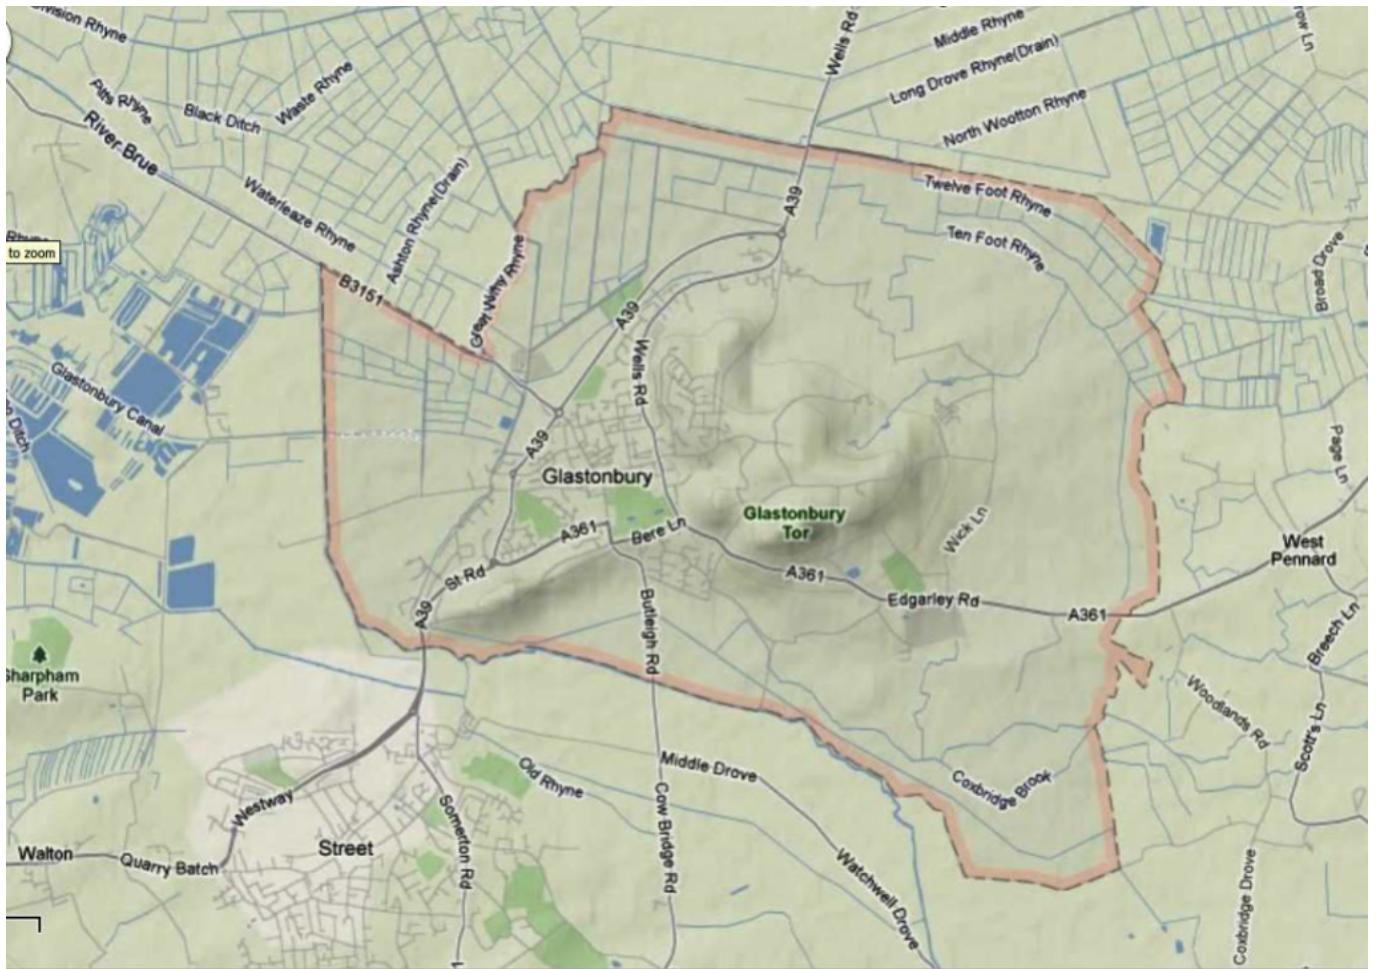 Division Rhyne
Pitts Rhyne
Black Ditch
Waste Rhyne
River Brue
Waterleaze Rhyne
Ashton Rhyne(Drain)
B3151
Wells Rd
Middle Rhyne
Long Drove Rhyne(Drain)
North Wootton Rhyne
Twelve Foot Rhyne
Ten Foot Rhyne
A39
Broad Drove
to zoom
Glastonbury Canal
Ditch
A39
Wells Rd
A39
Glastonbury
Glastonbury
Tor
A361
Bere Ln
Wick Ln
A361
Edgarley Rd
A361
St Rd
A39
Butleigh Rd
Page Ln
West
Pennard
Breech Ln
Woodlands Rd
Scott's Ln
Sharpham
Park
Middle Drove
Old Rhyne
Coxbridge Brook
Westway
Somerton Rd
Cow Bridge Rd
Watchwell Drove
Coxbridge Drove
Walton
Quarry Batch
Street